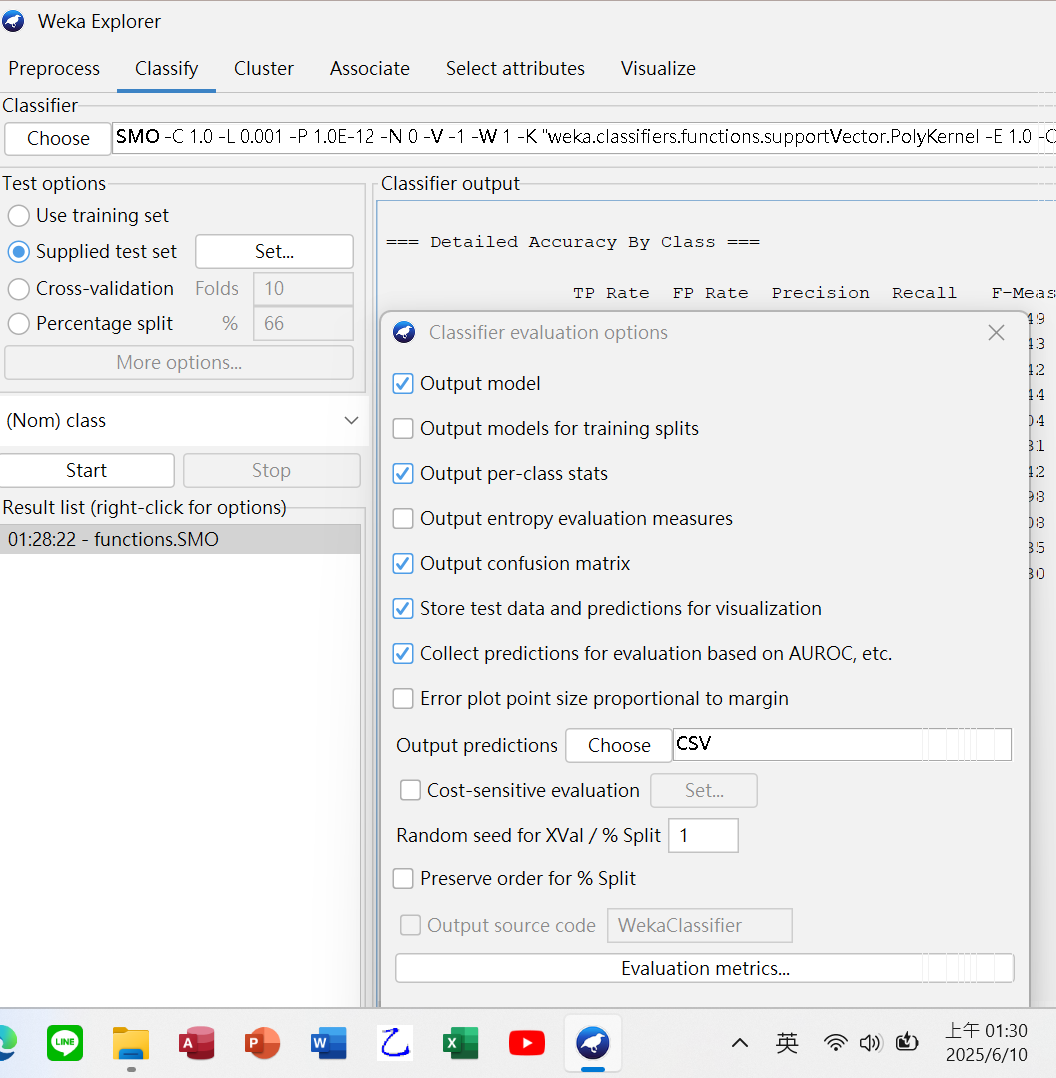 Weka Explorer
Preprocess Classify Cluster Associate Select attributes Visualize
Classifier
Choose SMO -C 1.0 -L 0.001 -P 1.0E-12 -N 0 -V -1 -W 1 -K "weka.classifiers.functions.supportVector.PolyKernel -E 1.0 -C
Test options
Use training set
Supplied test set Set...
Cross-validation Folds 10
Percentage split % 66
More options...
(Nom) class
Start Stop
Result list (right-click for options)
01:28:22 - functions.SMO
Classifier output
=== Detailed Accuracy By Class ===
TP Rate FP Rate Precision Recall F-Meas
Classifier evaluation options
Output model
Output models for training splits
Output per-class stats
Output entropy evaluation measures
Output confusion matrix
Store test data and predictions for visualization
Collect predictions for evaluation based on AUROC, etc.
Error plot point size proportional to margin
Output predictions Choose CSV
Cost-sensitive evaluation Set...
Random seed for XVal / % Split 1
Preserve order for % Split
Output source code WekaClassifier
Evaluation metrics...
49
43
42
44
04
31
42
98
08
35
30
LINE
A
P
W
X
英
上午 01:30
2025/6/10